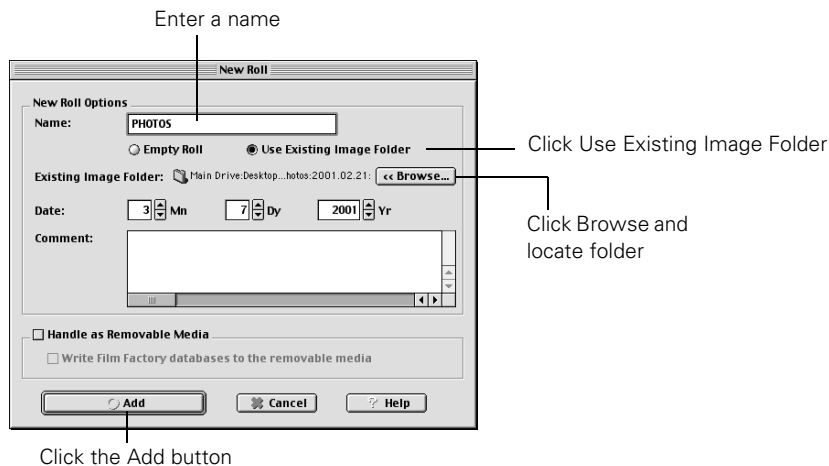 Enter a name
New Roll
New Roll Options
Name: PHOTOS
Empty Roll Use Existing Image Folder
Click Use Existing Image Folder
Existing Image Folder: Main Drive:Desktop...hotos:2001.02.21: << Browse...
Click Browse and
locate folder
Date: 3 Mn 7 Dy 2001 Yr
Comment:
Handle as Removable Media
Write Film Factory databases to the removable media
Add Cancel ? Help
Click the Add button